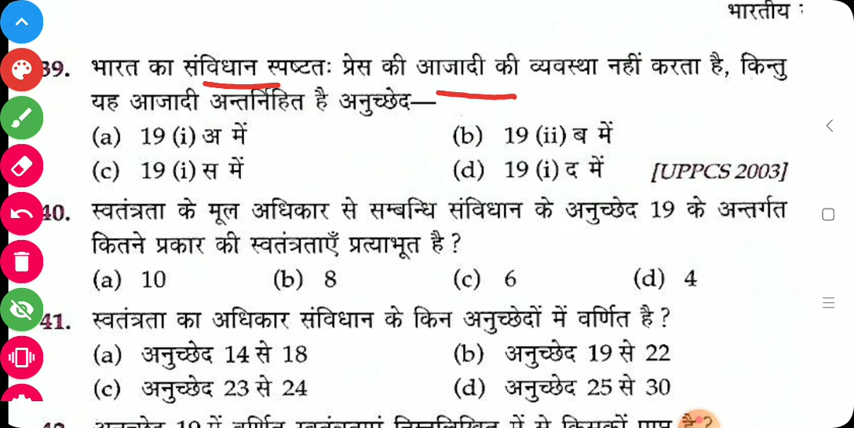 भारतीय
39. भारत का संविधान स्पष्टतः प्रेस की आजादी की व्यवस्था नहीं करता है, किन्तु
यह आजादी अन्तर्निहित है अनुच्छेद—
(a) 19 (i) अ में (b) 19 (ii) ब में
(c) 19 (i) स में (d) 19 (i) द में [UPPCS 2003]
40. स्वतंत्रता के मूल अधिकार से सम्बन्धि संविधान के अनुच्छेद 19 के अन्तर्गत
कितने प्रकार की स्वतंत्रताएँ प्रत्याभूत है ?
(a) 10 (b) 8 (c) 6 (d) 4
41. स्वतंत्रता का अधिकार संविधान के किन अनुच्छेदों में वर्णित है ?
(a) अनुच्छेद 14 से 18 (b) अनुच्छेद 19 से 22
(c) अनुच्छेद 23 से 24 (d) अनुच्छेद 25 से 30